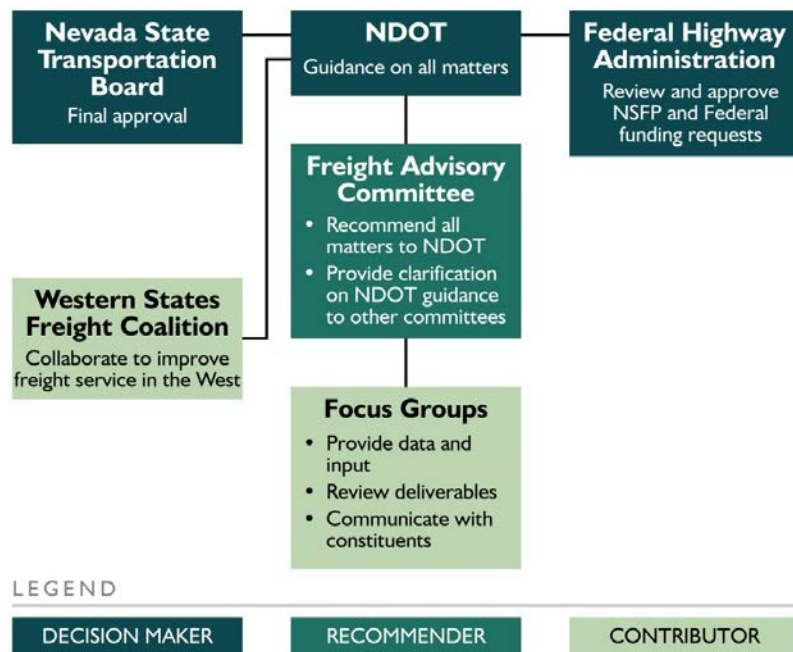 Nevada State
Transportation
Board
Final approval
NDOT
Guidance on all matters
Federal Highway
Administration
Review and approve
NSFP and Federal
funding requests
Freight Advisory
Committee
• Recommend all
matters to NDOT
• Provide clarification
on NDOT guidance
to other committees
Western States
Freight Coalition
Collaborate to improve
freight service in the West
Focus Groups
• Provide data and
input
• Review deliverables
• Communicate with
constituents
LEGEND
DECISION MAKER
RECOMMENDER
CONTRIBUTOR